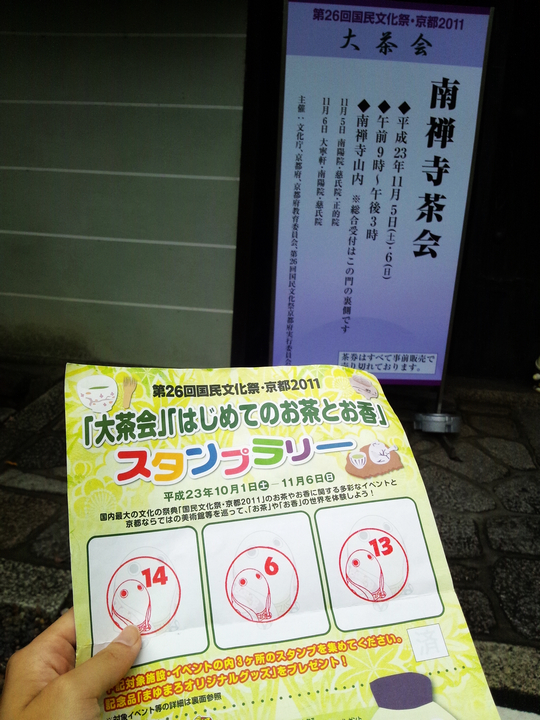 第26回国民文化祭・京都2011
大茶会
南禅寺茶会
◆平成23年11月5日(土)・6(日)
◆午前9時~午後3時
◆南禅寺山内 ※総合受付はこの門の裏側です
11月5日 南陽院・慈氏院・正的院
11月6日 大寧軒・南陽院・慈氏院
主催:文化庁、京都府、京都府教育委員会、第26回国民文化祭京都府実行委員会
茶券はすべて事前販売で
売り切れております。
第26回国民文化祭・京都2011
「大茶会」「はじめてのお茶とお香」
スタンプラリー
平成23年10月1日土―11月6日日
国内最大の文化の祭典「国民文化祭・京都2011」のお茶やお香に関する多彩なイベントと
京都ならではの美術館等を巡って、「お茶」や「お香」の世界を体験しよう!
14
6
13
下記対象施設・イベントの内3ヶ所のスタンプを集めてください。
記念品「まゆまろオリジナルグッズ」をプレゼント!
対象イベント等の詳細は裏面参照
済